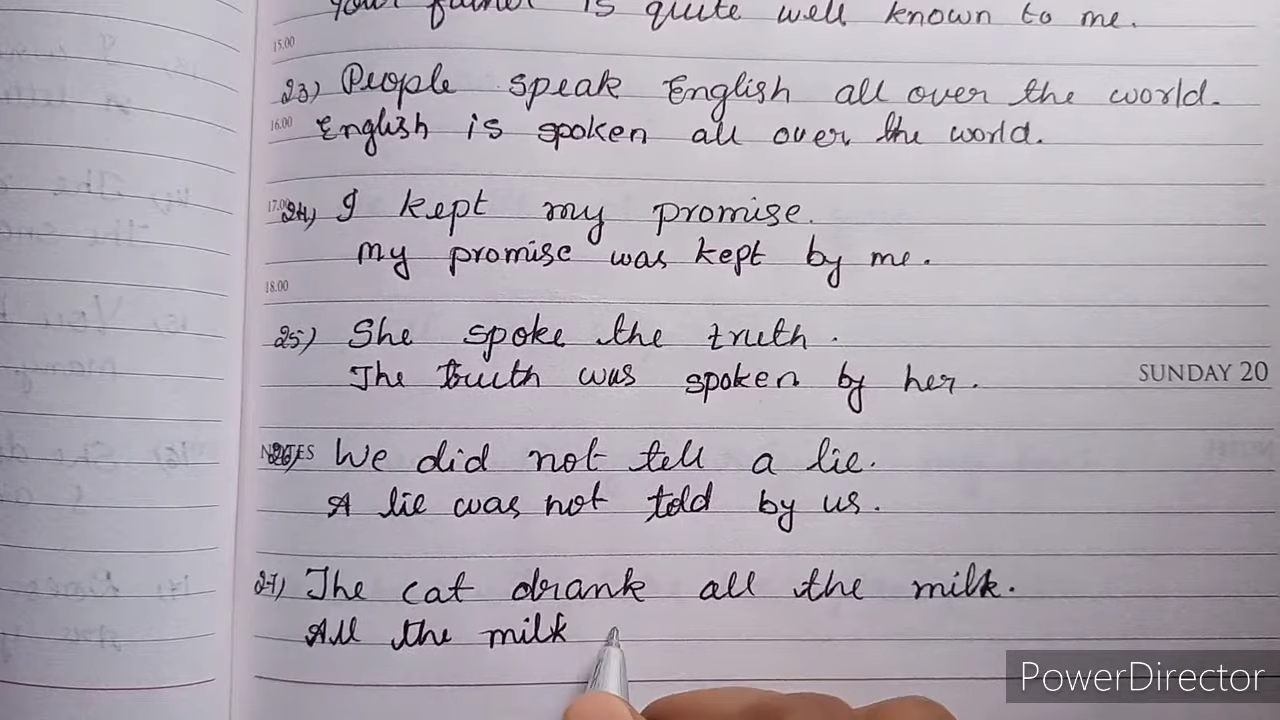 your father is quite well known to me.
15.00
23) People speak English all over the world.
16.00 English is spoken all over the world.
17.00 24) I kept my promise.
My promise was kept by me.
18.00
25) She spoke the truth.
The truth was spoken by her.
SUNDAY 20
NOTES 26) We did not tell a lie.
A lie was not told by us.
27) The cat drank all the milk.
All the milk
PowerDirector